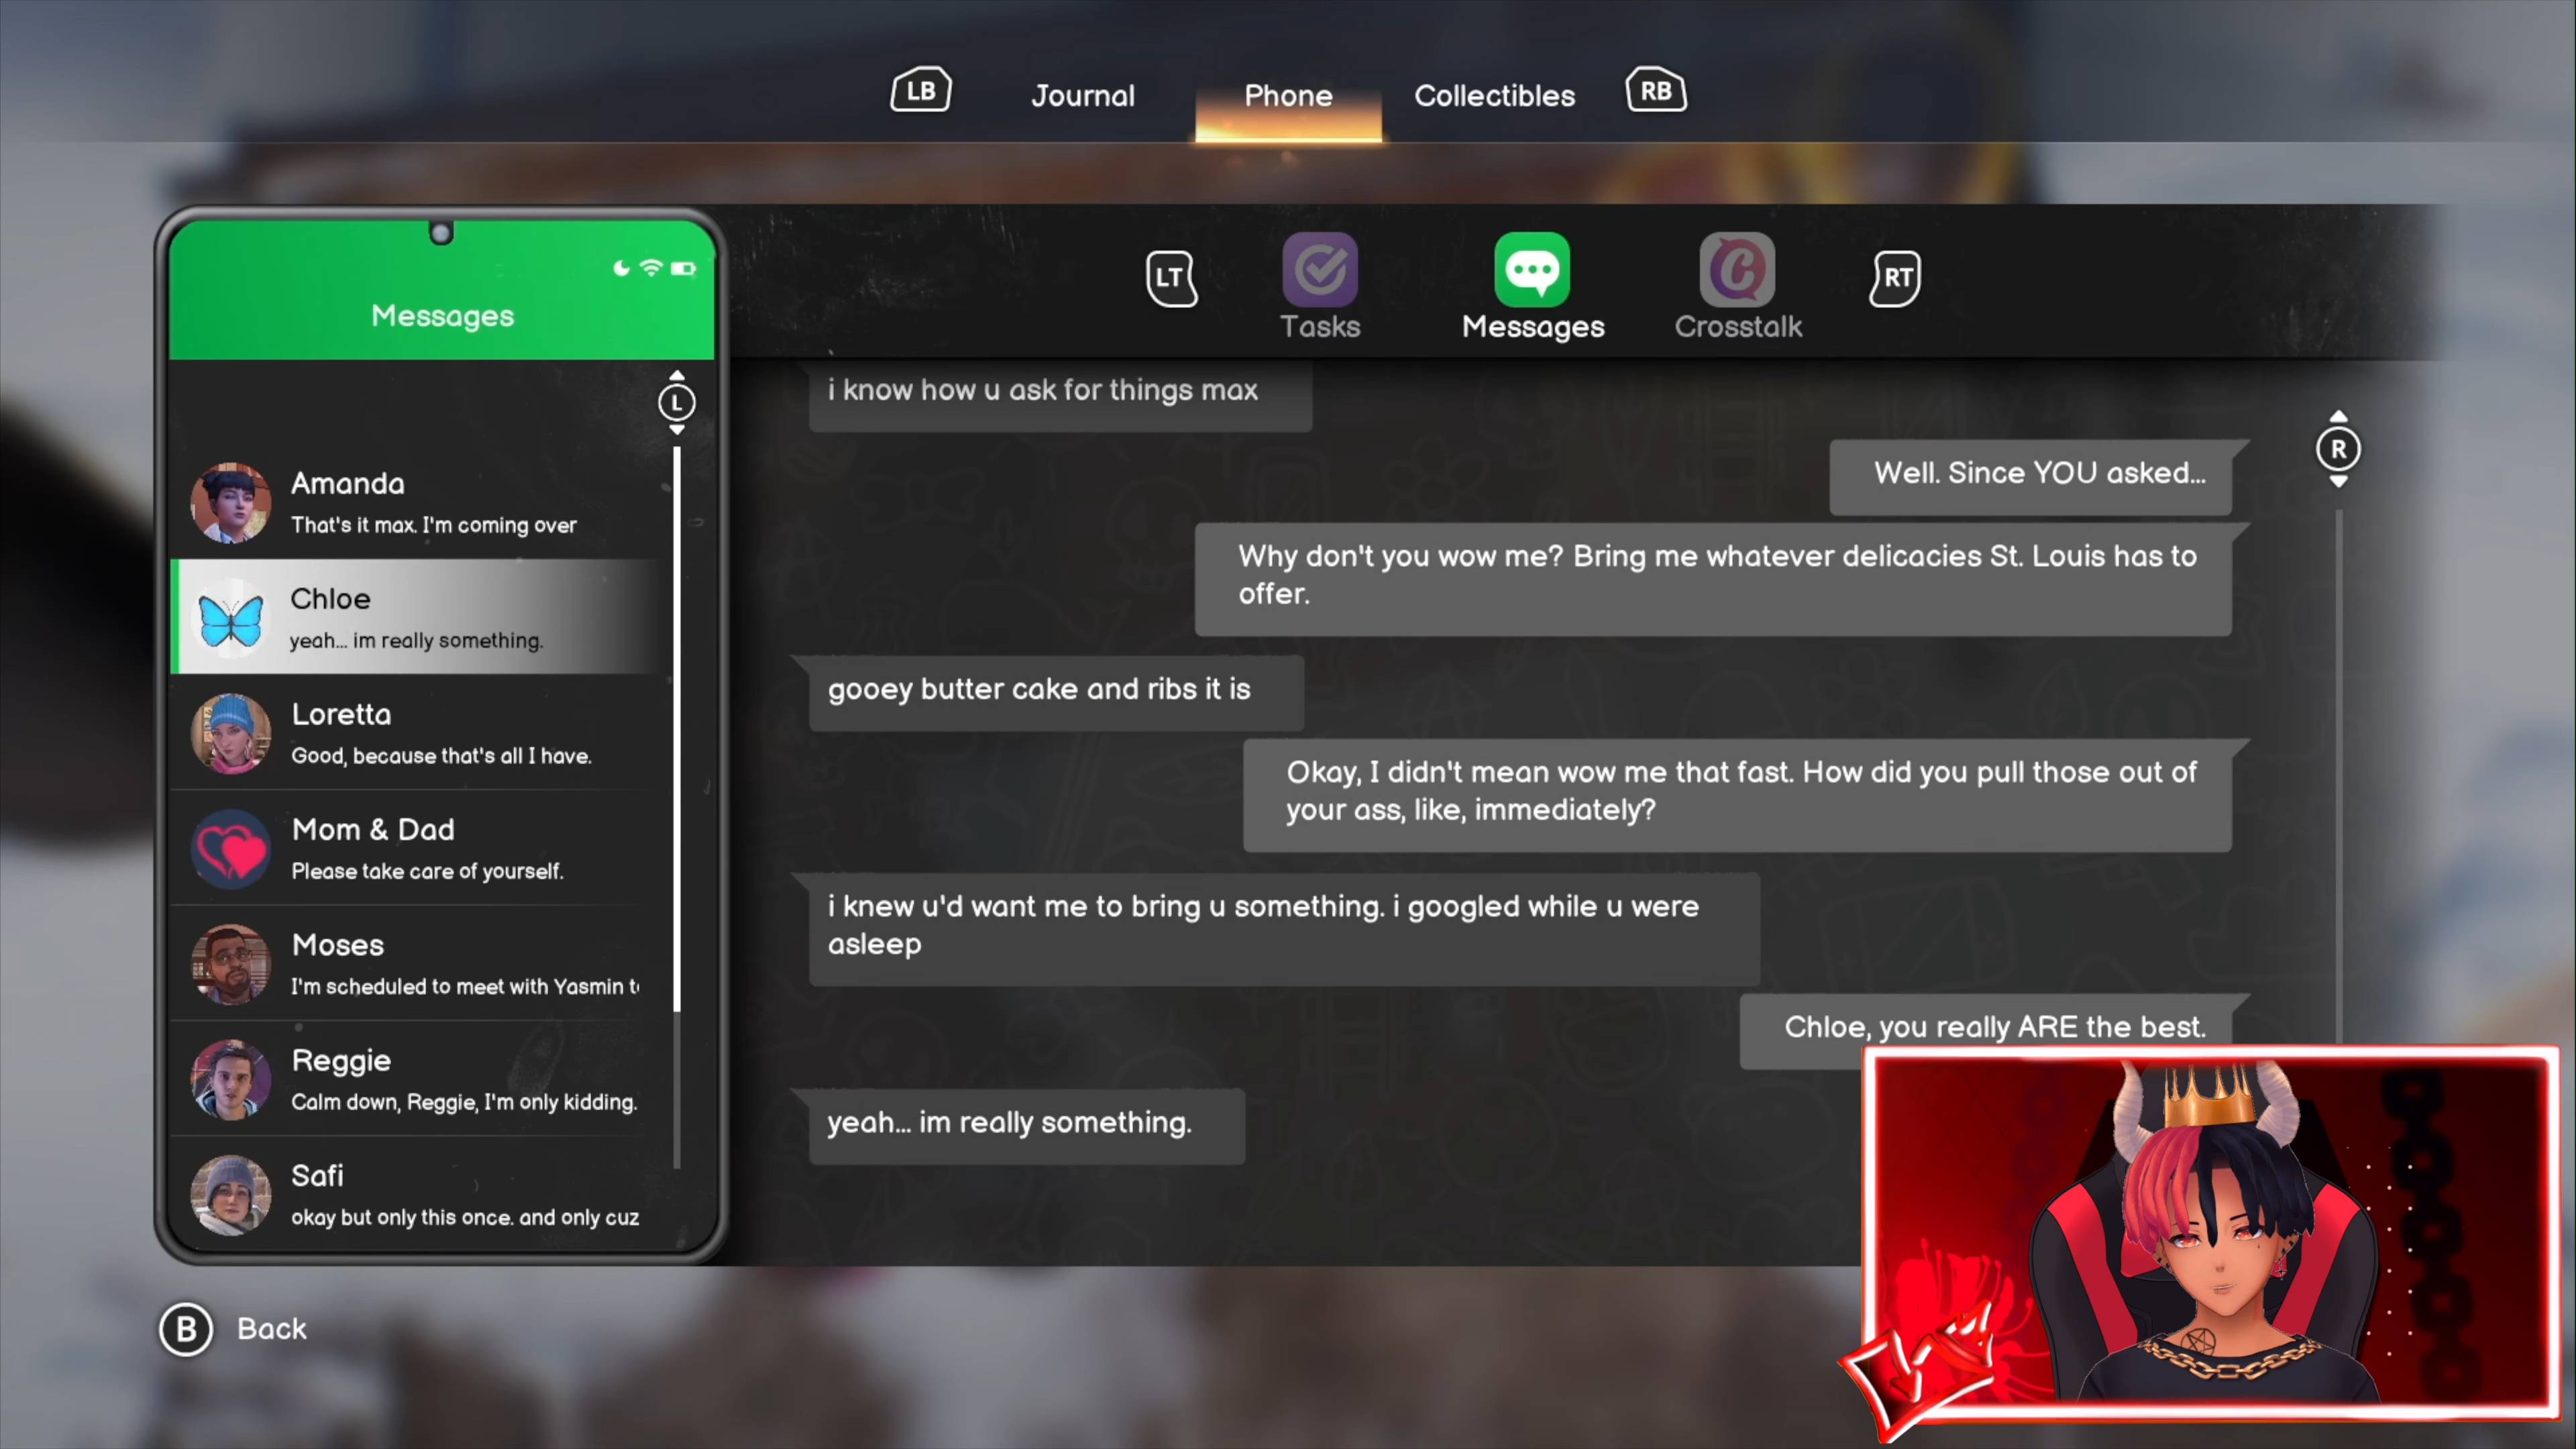 LB Journal Phone Collectibles RB
Messages
LT Tasks Messages Crosstalk RT
L
R
Amanda
That's it max. I'm coming over
Chloe
yeah... im really something.
Loretta
Good, because that's all I have.
Mom & Dad
Please take care of yourself.
Moses
I'm scheduled to meet with Yasmin t
Reggie
Calm down, Reggie, I'm only kidding.
Safi
okay but only this once. and only cuz
i know how u ask for things max
Well. Since YOU asked...
Why don't you wow me? Bring me whatever delicacies St. Louis has to
offer.
gooey butter cake and ribs it is
Okay, I didn't mean wow me that fast. How did you pull those out of
your ass, like, immediately?
i knew u'd want me to bring u something. i googled while u were
asleep
Chloe, you really ARE the best.
yeah... im really something.
B Back